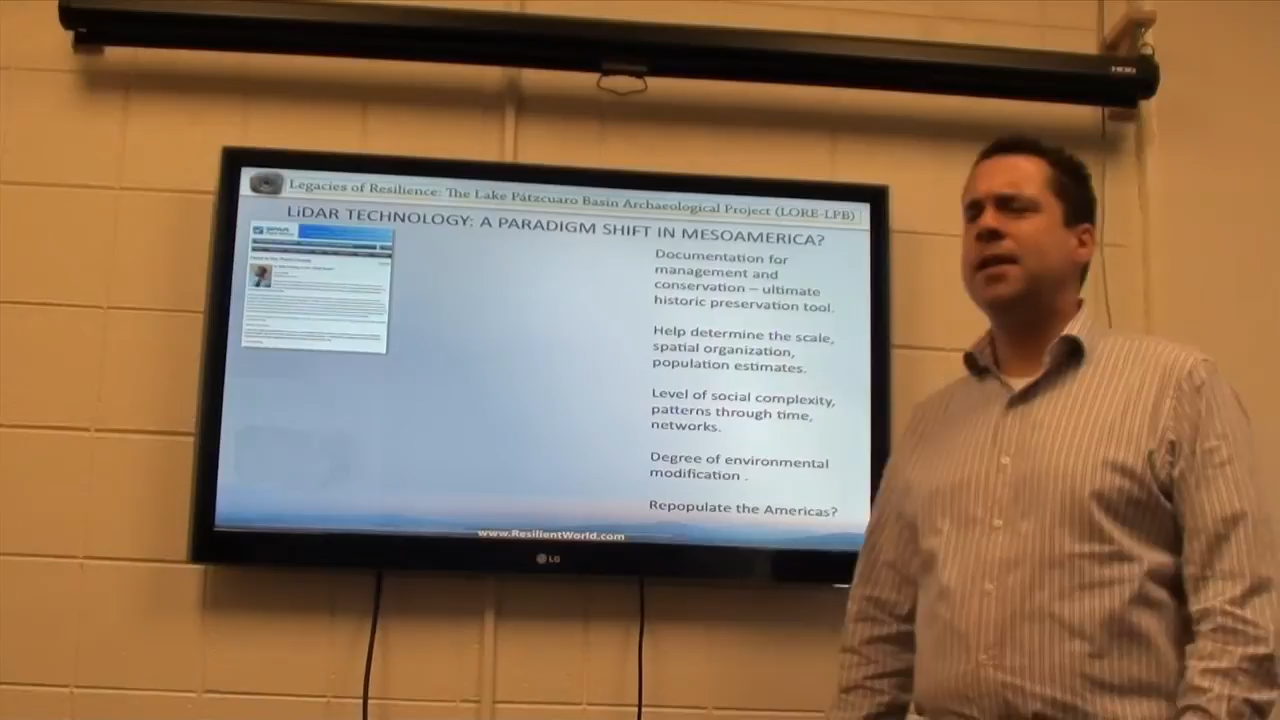 Legacies of Resilience: The Lake Pátzcuaro Basin Archaeological Project (LORE-LPB)
LiDAR TECHNOLOGY: A PARADIGM SHIFT IN MESOAMERICA?
Documentation for
management and
conservation – ultimate
historic preservation tool.
Help determine the scale,
spatial organization,
population estimates.
Level of social complexity,
patterns through time,
networks.
Degree of environmental
modification .
Repopulate the Americas?
www.ResilientWorld.com
LG